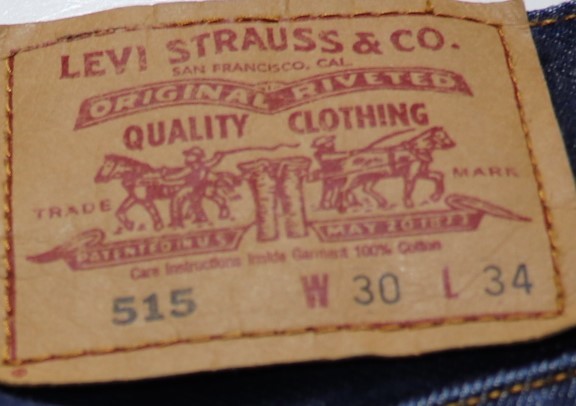 LEVI STRAUSS & CO.
SAN FRANCISCO, CAL.
ORIGINAL RIVETED
QUALITY CLOTHING
TRADE MARK
PATENTED IN U.S. MAY 20 1873
Care Instructions Inside Garment 100% Cotton
515 W 30 L 34